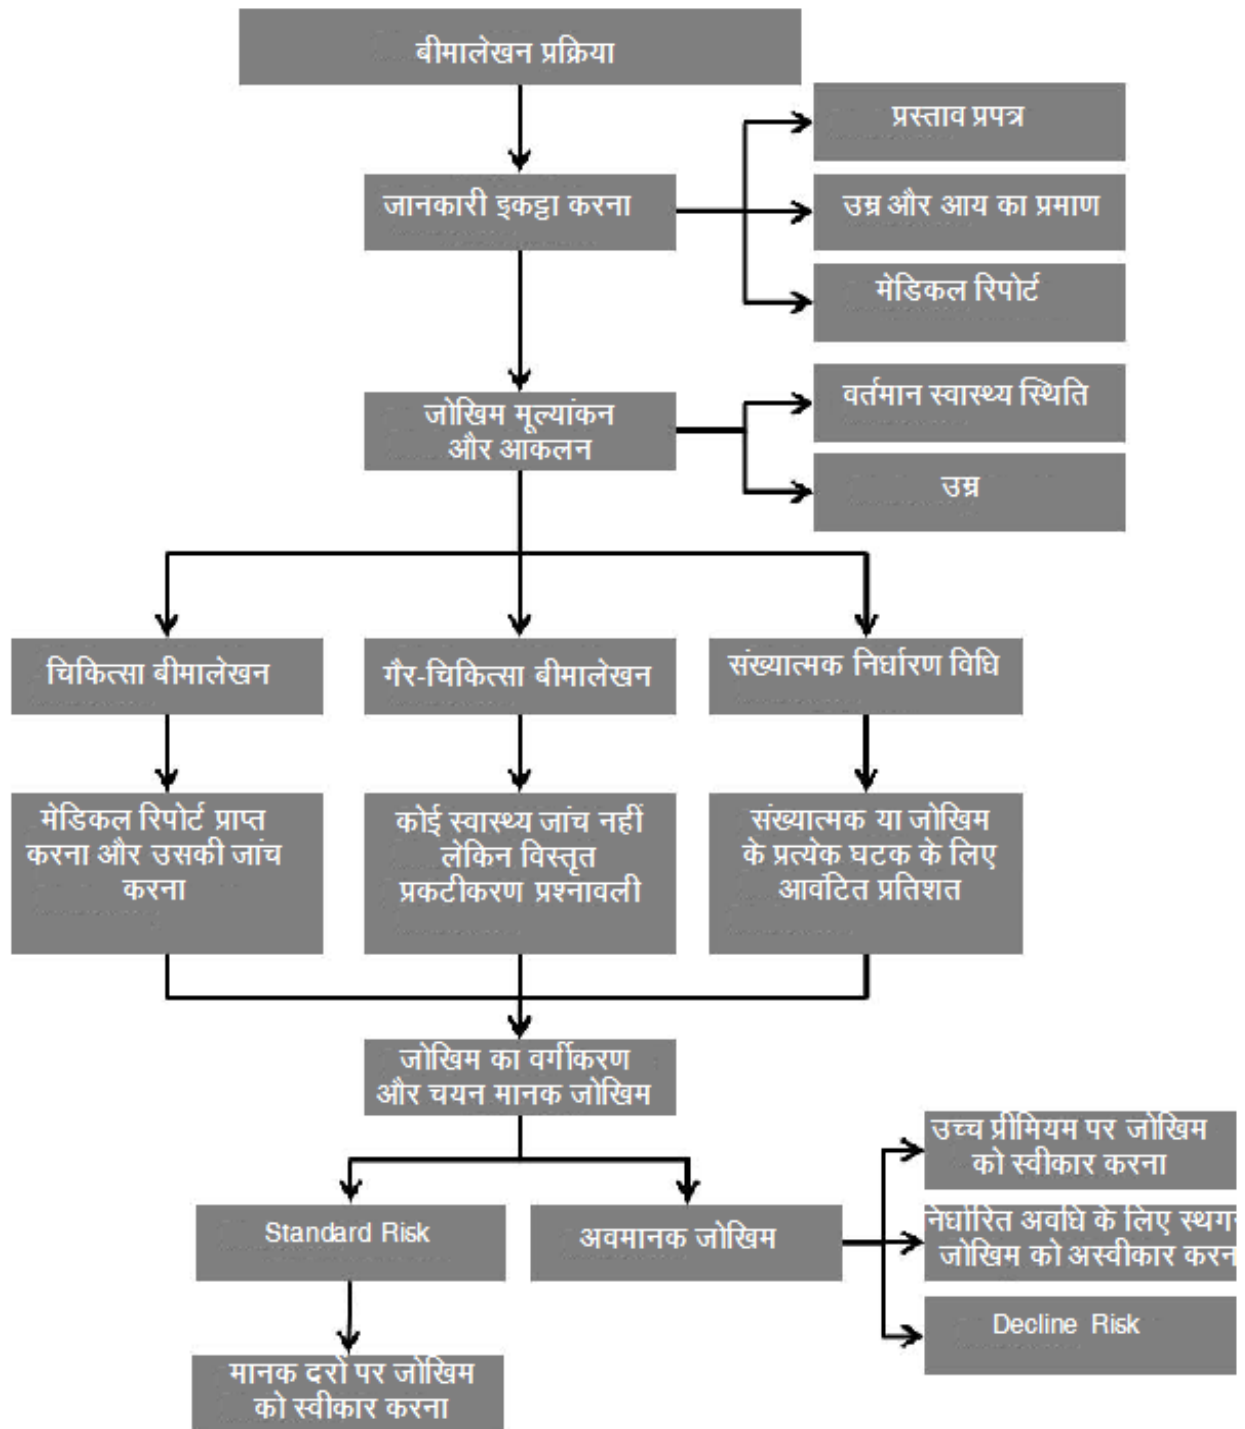 बीमालेखन प्रक्रिया
प्रस्ताव प्रपत्र
जानकारी इकट्ठा करना
उम्र और आय का प्रमाण
मेडिकल रिपोर्ट
वर्तमान स्वास्थ्य स्थिति
जोखिम मूल्यांकन
और आकलन
उम्र
चिकित्सा बीमालेखन
गैर-चिकित्सा बीमालेखन
संख्यात्मक निर्धारण विधि
मेडिकल रिपोर्ट प्राप्त
करना और उसकी जांच
करना
कोई स्वास्थ्य जांच नहीं
लेकिन विस्तृत
प्रकटीकरण प्रश्नावली
संख्यात्मक या जोखिम
के प्रत्येक घटक के लिए
आवंटित प्रतिशत
जोखिम का वर्गीकरण
और चयन मानक जोखिम
उच्च प्रीमियम पर जोखिम
को स्वीकार करना
Standard Risk
अवमानक जोखिम
अवधि के लिए
जोखिम को अस्वीकार
Decline Risk
मानक दरों पर जोखिम
को स्वीकार करना